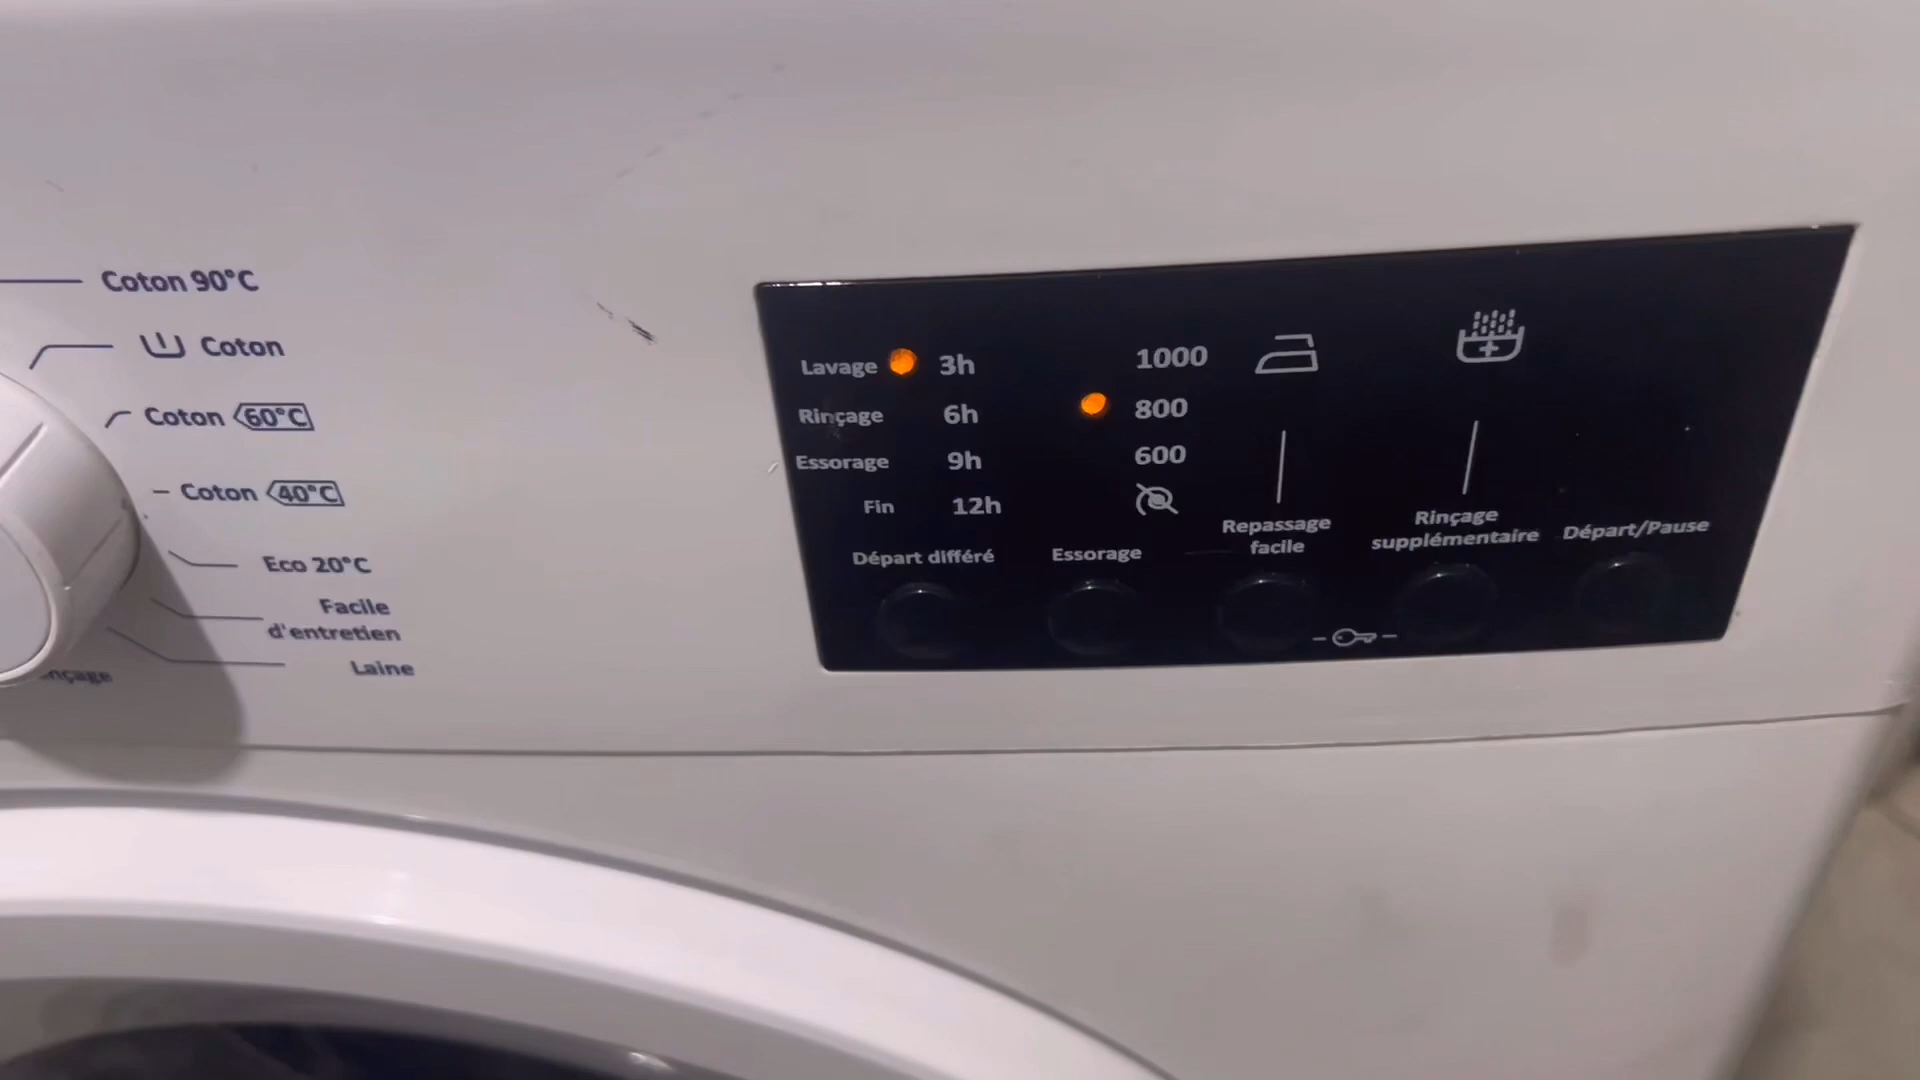 Coton 90°C
Coton
Coton 60°C
Coton 40°C
Eco 20°C
Facile
d'entretien
Laine
Lavage 3h
Rinçage 6h
Essorage 9h
Fin 12h
Départ différé
1000
800
600
Essorage
Repassage
facile
Rinçage
supplémentaire
Départ/Pause